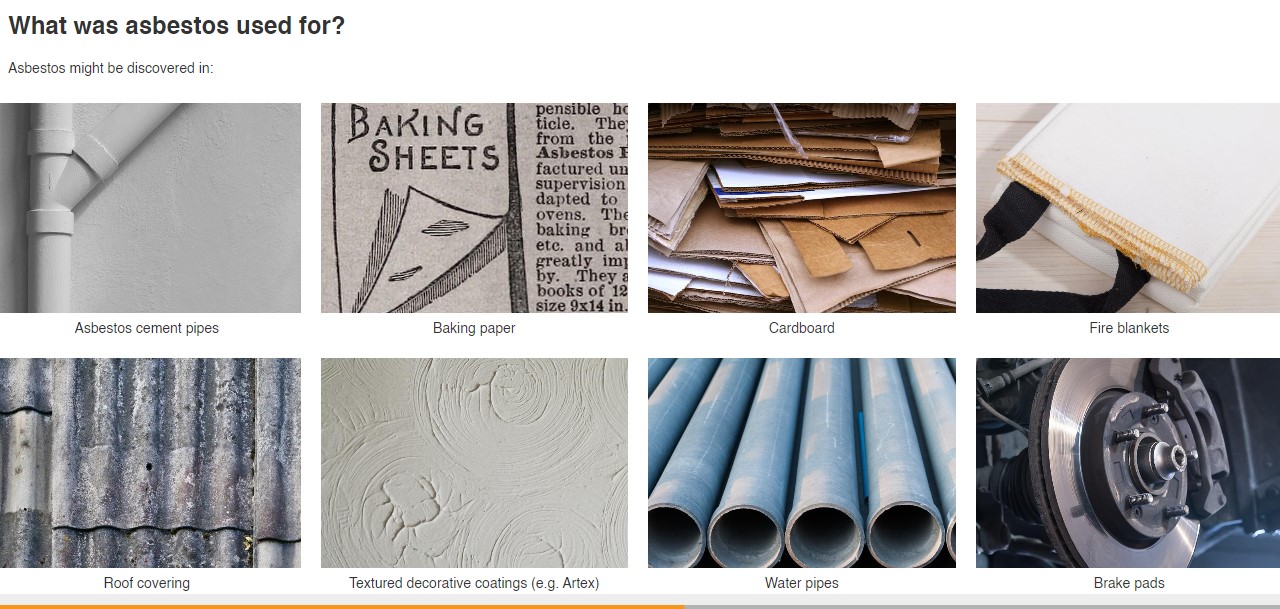 What was asbestos used for?
Asbestos might be discovered in:
BAKING
SHEETS
pensible ho
ticle. They
from the
Asbestos
factured un
supervision
dapted to
ovens. The
baking bre
etc. and al
greatly imp
by. They a
books of 12
size 9x14 in.
Asbestos cement pipes
Baking paper
Cardboard
Fire blankets
Roof covering
Textured decorative coatings (e.g. Artex)
Water pipes
Brake pads